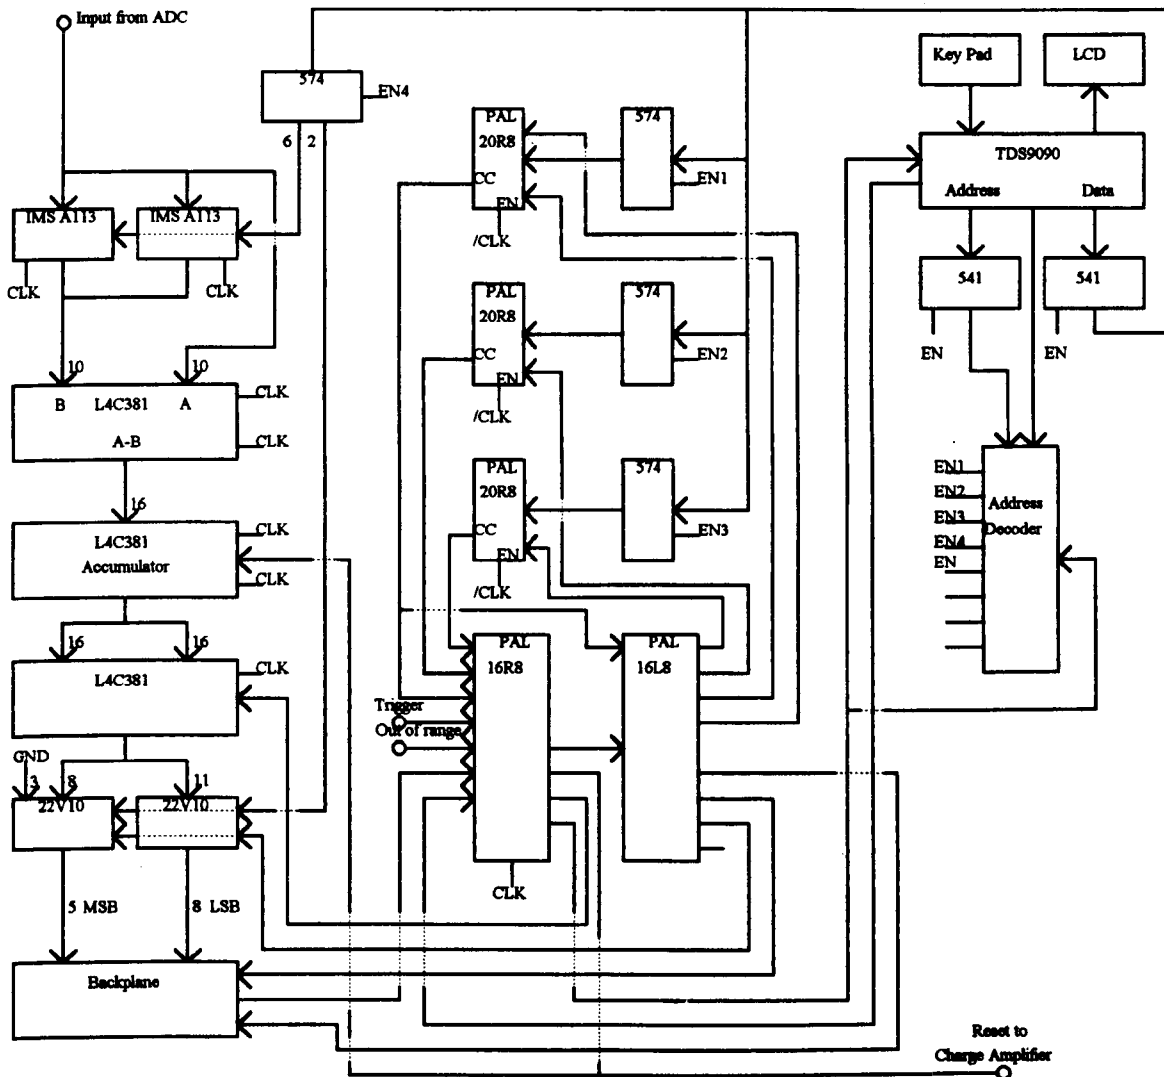 Input from ADC
574
EN4
6 2
IMS A113
IMS A113
CLK
CLK
10
10
B L4C381 A
A-B
CLK
CLK
16
L4C381
Accumulator
CLK
CLK
16
16
L4C381
CLK
GND
3
8
11
22V10
22V10
5 MSB
8 LSB
Backplane
PAL
20R8
CC
EN
/CLK
574
EN1
PAL
20R8
CC
EN
/CLK
574
EN2
PAL
20R8
CC
EN
/CLK
574
EN3
PAL
16R8
CLK
PAL
16L8
Trigger
Out of range
Key Pad
LCD
TDS9090
Address Data
541
541
EN
EN
EN1
EN2
EN3
EN4
EN
Address
Decoder
Reset to
Charge Amplifier